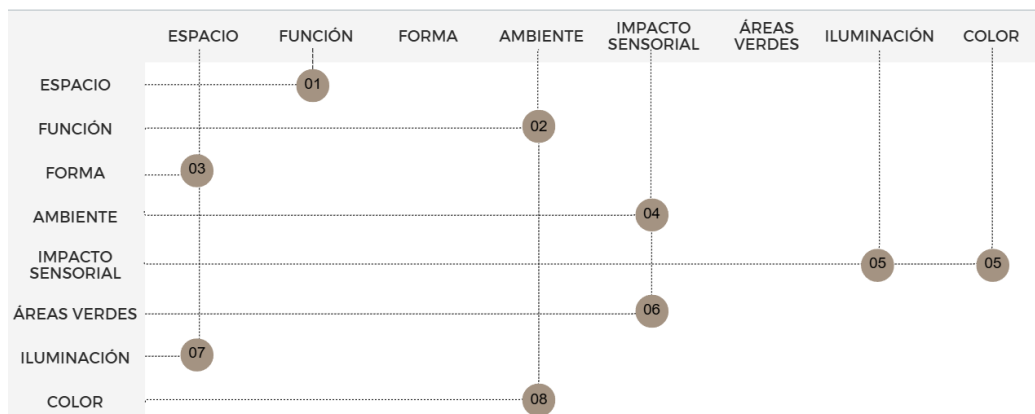 ESPACIO FUNCIÓN FORMA AMBIENTE IMPACTO SENSORIAL ÁREAS VERDES ILUMINACIÓN COLOR
ESPACIO 01
FUNCIÓN 02
FORMA 03
AMBIENTE 04
IMPACTO
SENSORIAL 05 05
ÁREAS VERDES 06
ILUMINACIÓN 07
COLOR 08